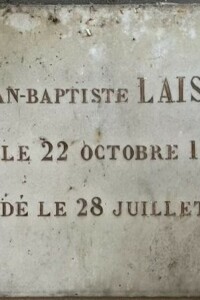 AN-BAPTISTE LAIS
LE 22 OCTOBRE 1
DÉ LE 28 JUILLET